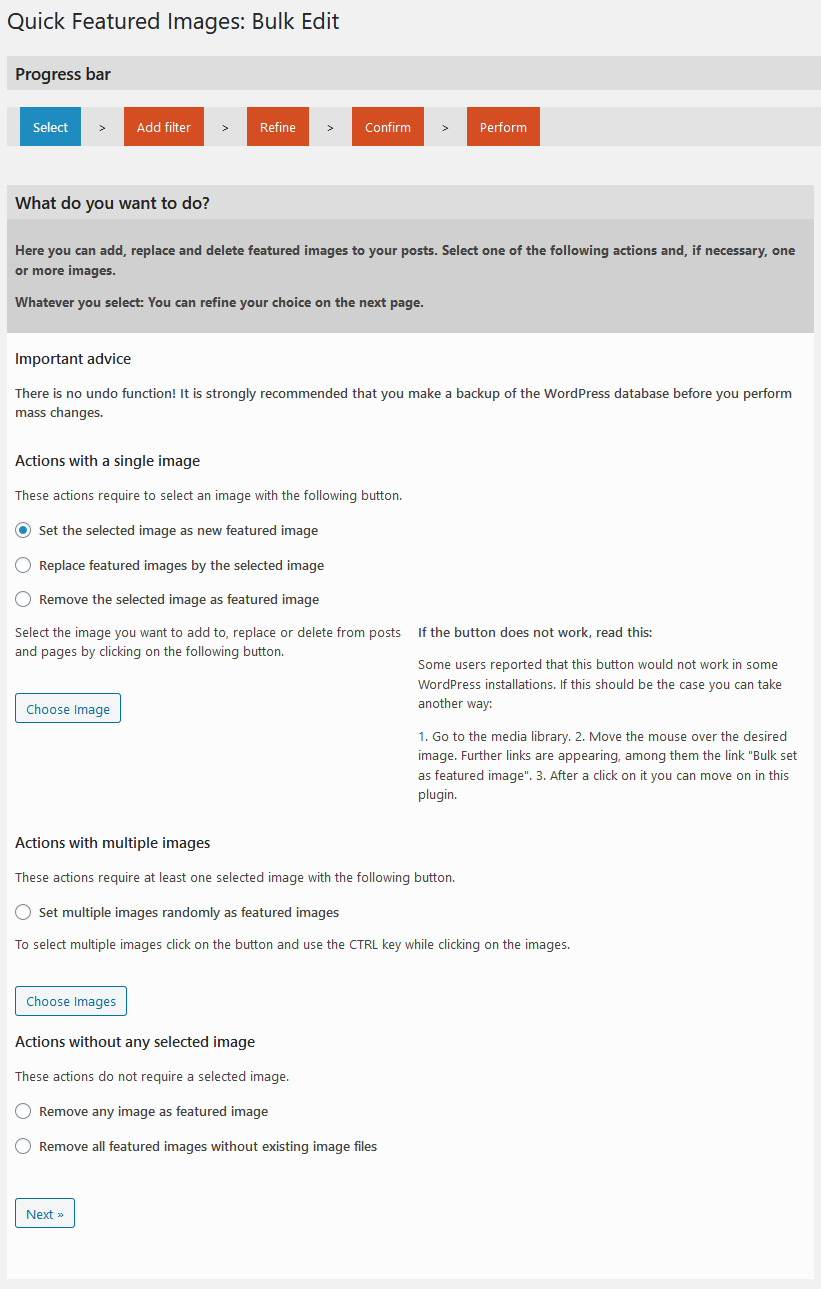 Quick Featured Images: Bulk Edit
Progress bar
Select > Add filter > Refine > Confirm > Perform
What do you want to do?
Here you can add, replace and delete featured images to your posts. Select one of the following actions and, if necessary, one
or more images.
Whatever you select: You can refine your choice on the next page.
Important advice
There is no undo function! It is strongly recommended that you make a backup of the WordPress database before you perform
mass changes.
Actions with a single image
These actions require to select an image with the following button.
Set the selected image as new featured image
Replace featured images by the selected image
Remove the selected image as featured image
Select the image you want to add to, replace or delete from posts
and pages by clicking on the following button.
Choose Image
If the button does not work, read this:
Some users reported that this button would not work in some
WordPress installations. If this should be the case you can take
another way:
1. Go to the media library. 2. Move the mouse over the desired
image. Further links are appearing, among them the link "Bulk set
as featured image". 3. After a click on it you can move on in this
plugin.
Actions with multiple images
These actions require at least one selected image with the following button.
Set multiple images randomly as featured images
To select multiple images click on the button and use the CTRL key while clicking on the images.
Choose Images
Actions without any selected image
These actions do not require a selected image.
Remove any image as featured image
Remove all featured images without existing image files
Next »